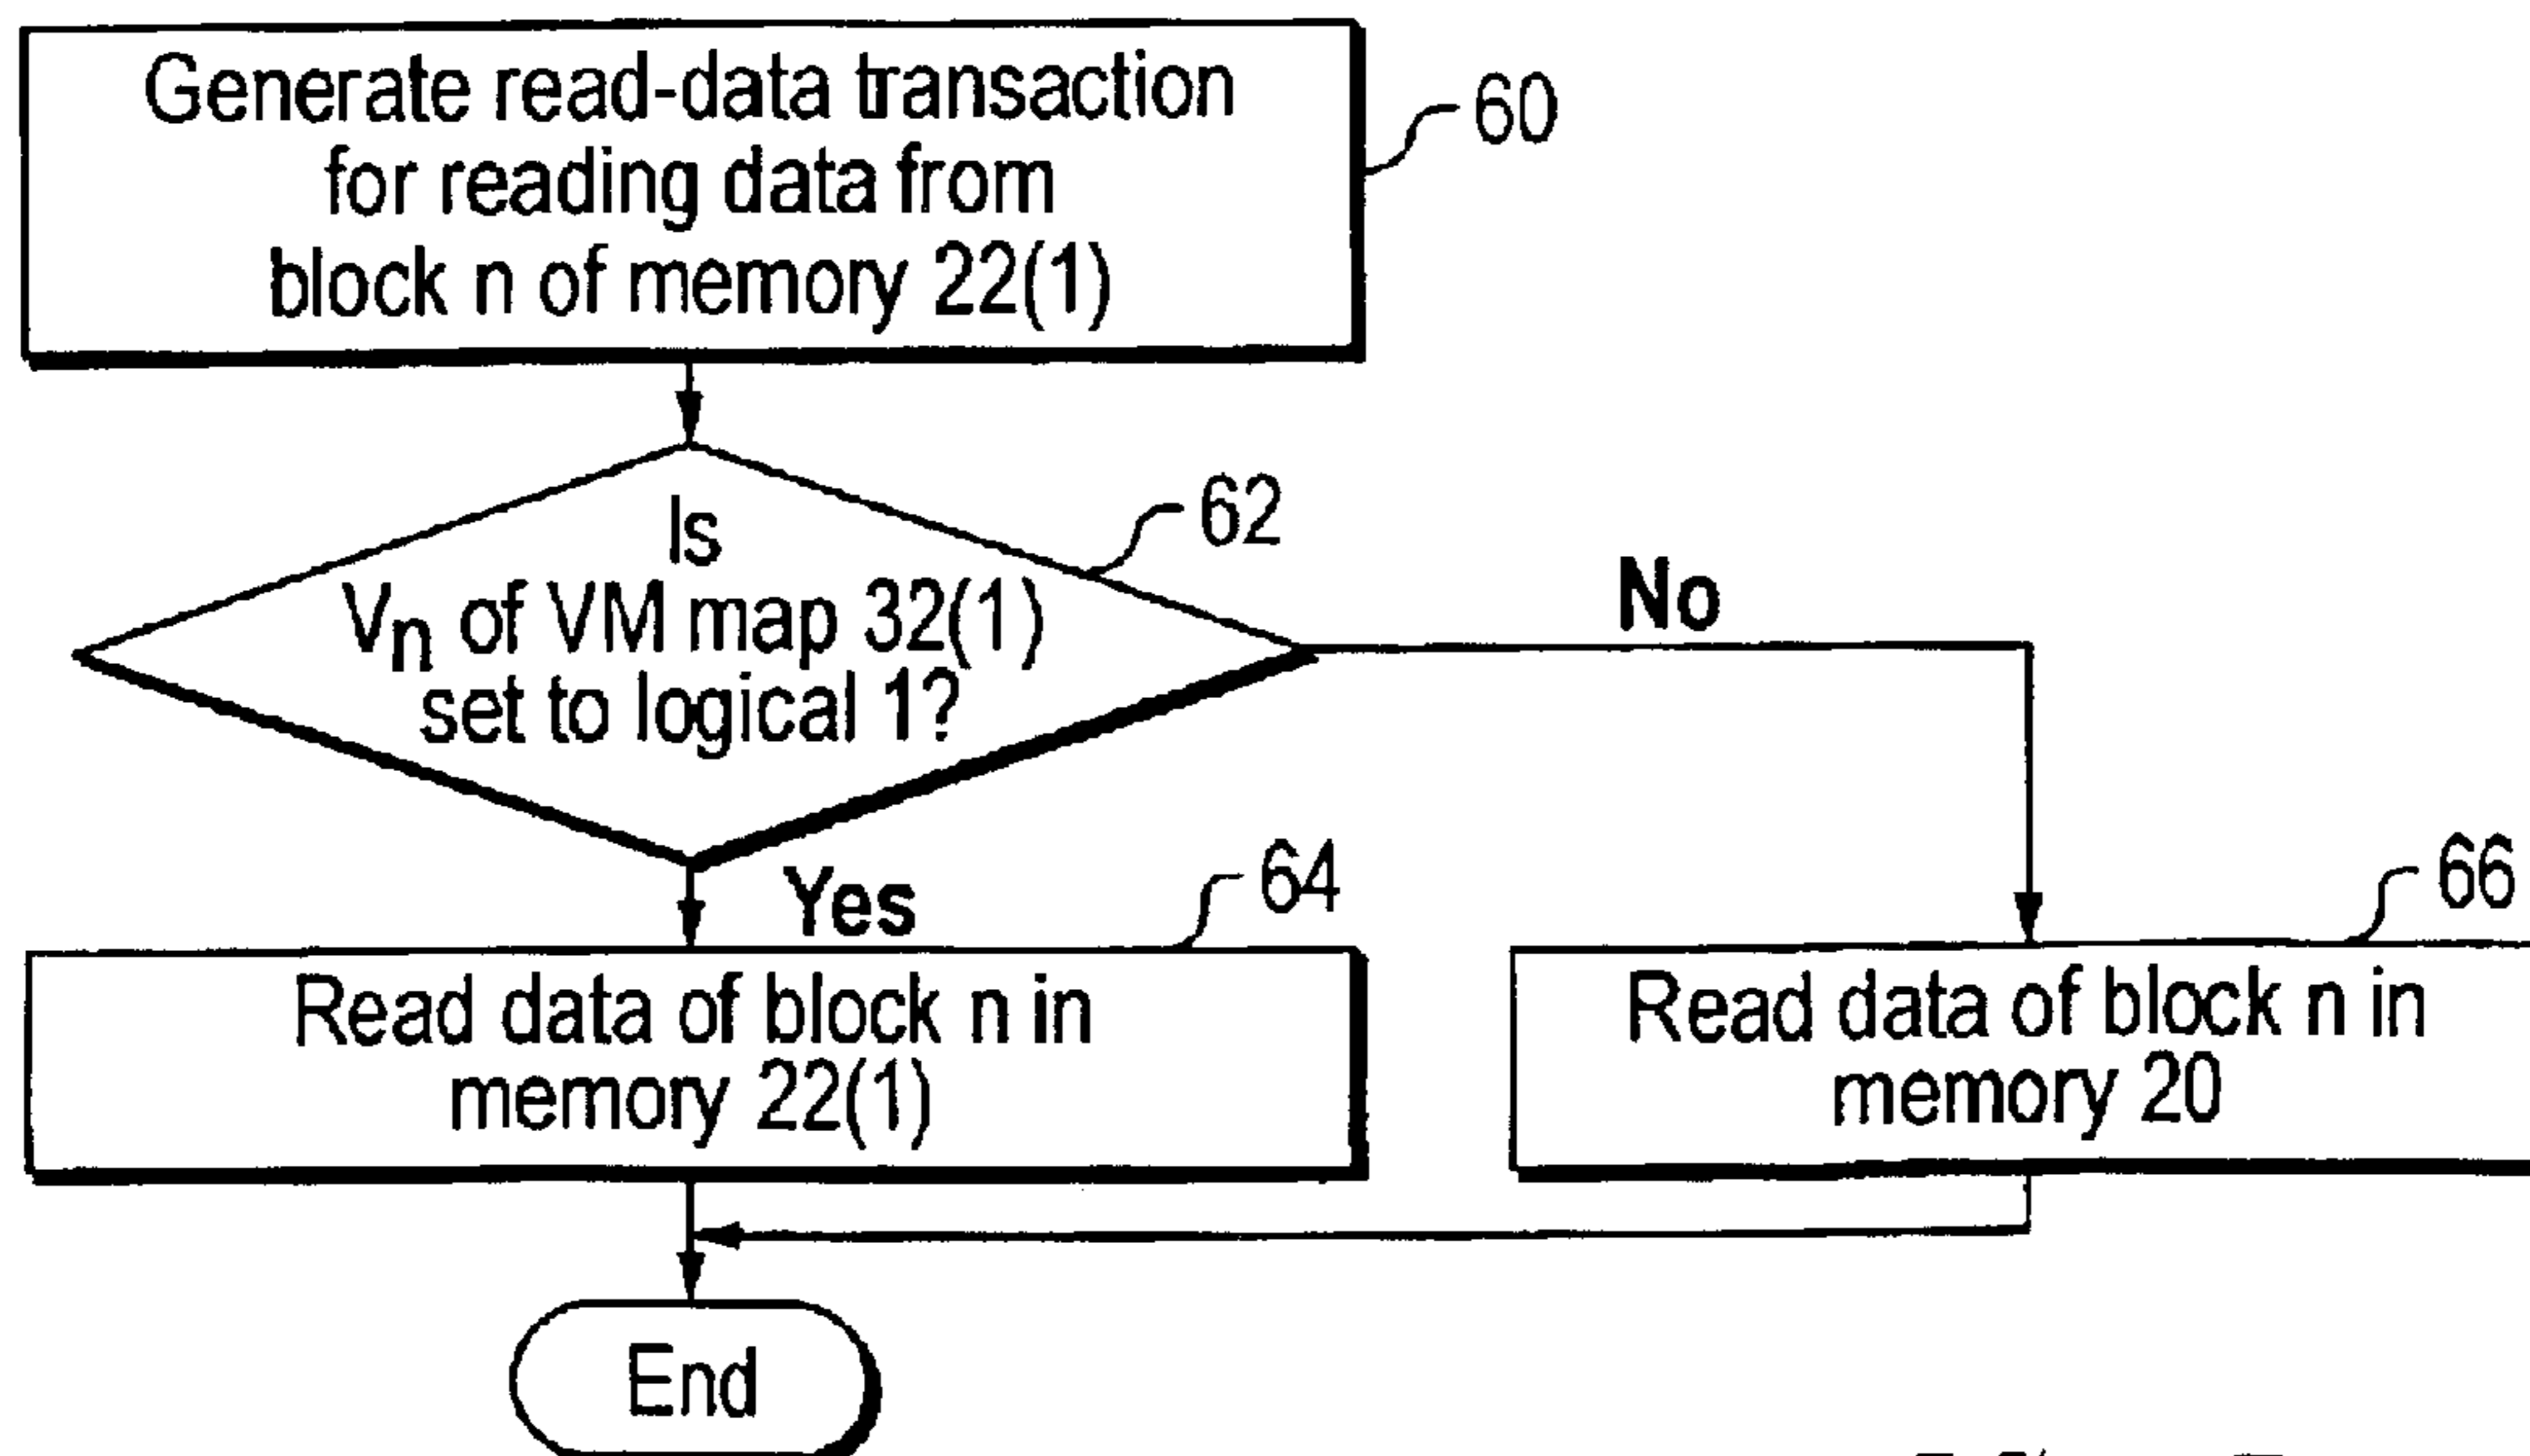 Generate read-data transaction
for reading data from
block n of memory 22(1)
60
Is
Vn of VM map 32(1)
set to logical 1?
62
No
Yes
64
66
Read data of block n in
memory 22(1)
Read data of block n in
memory 20
End